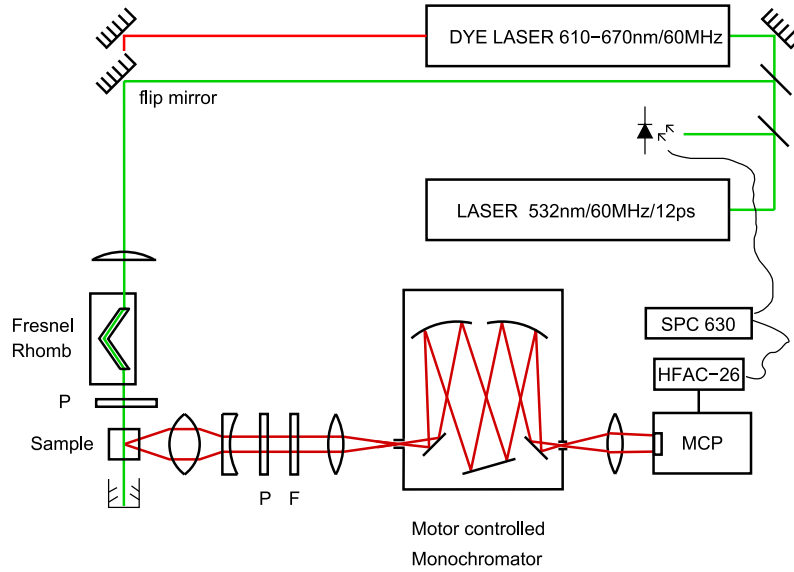 DYE LASER 610−670nm/60MHz
flip mirror
LASER 532nm/60MHz/12ps
Fresnel
Rhomb
SPC 630
HFAC−26
P
Sample
MCP
P F
Motor controlled
Monochromator